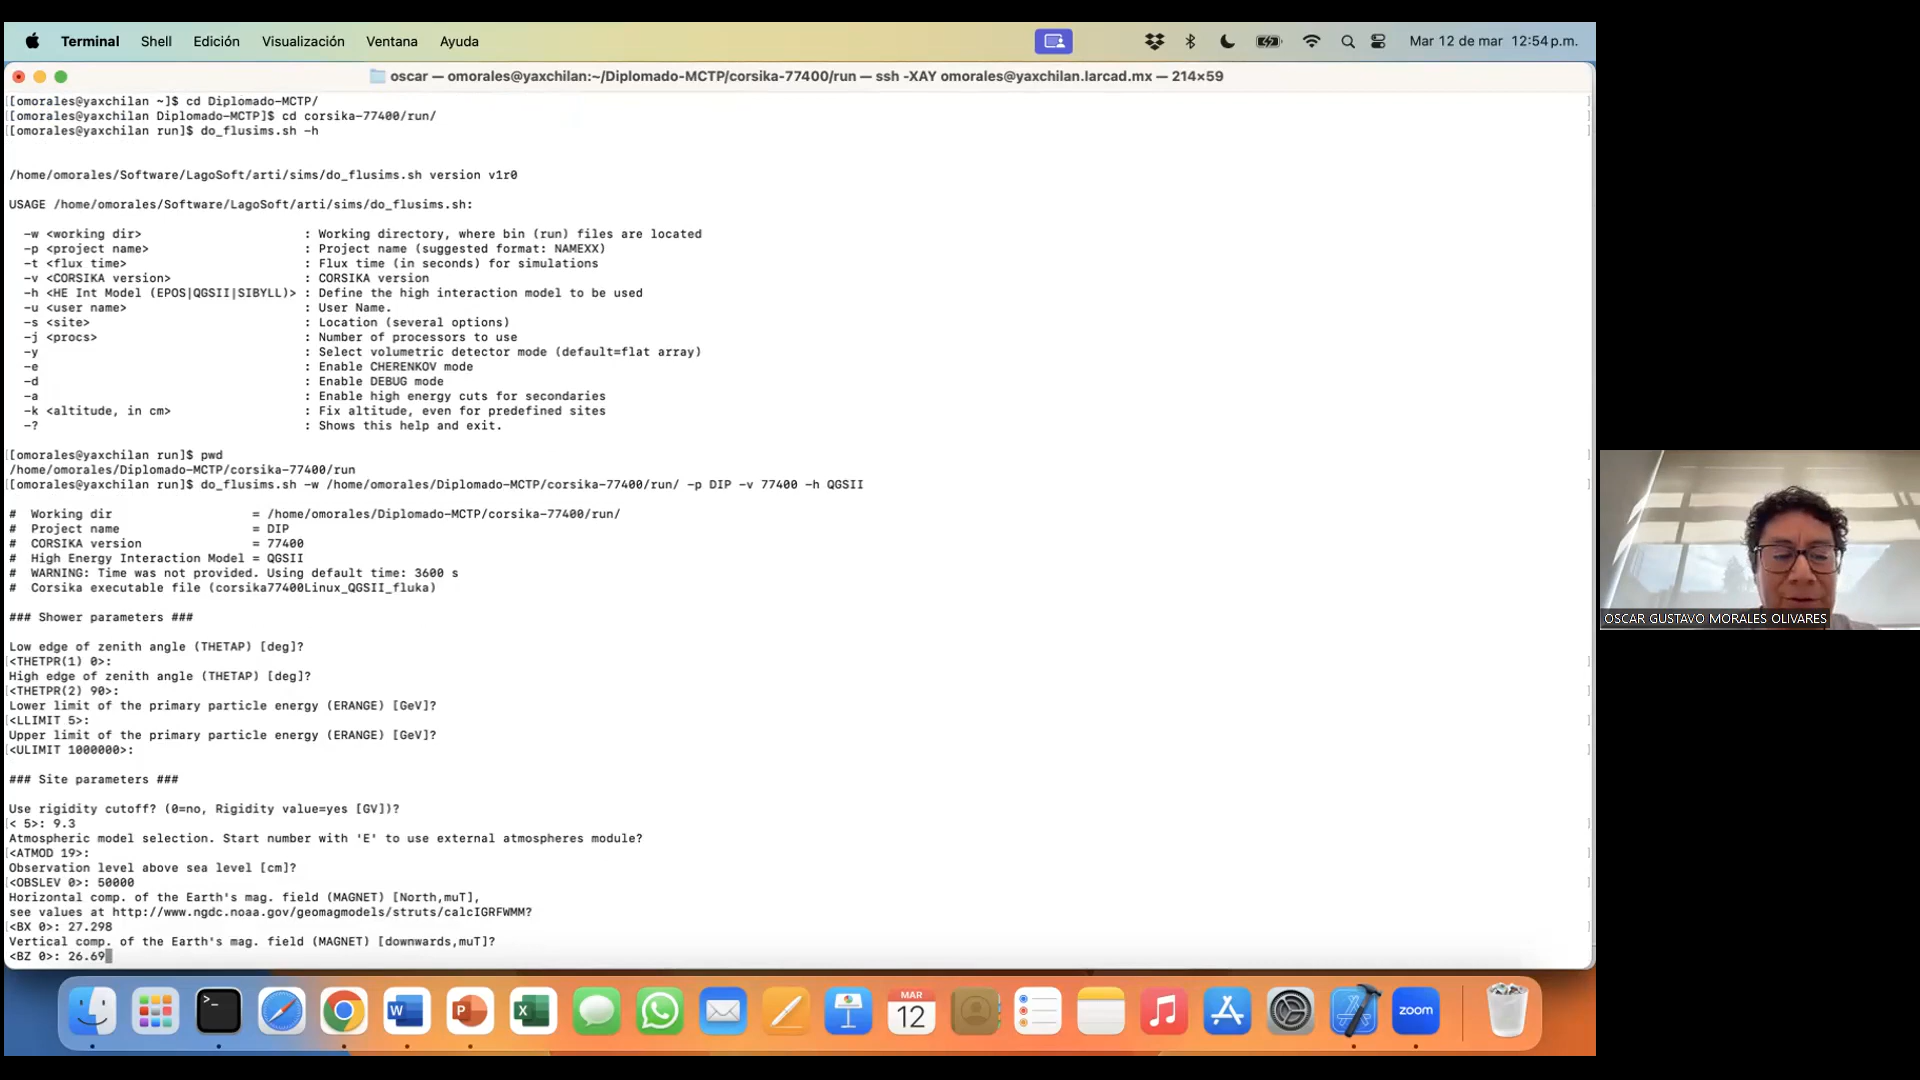 Terminal Shell Edición Visualización Ventana Ayuda Mar 12 de mar 12:54 p.m.
oscar — omorales@yaxchilan:~/Diplomado-MCTP/corsika-77400/run — ssh -XAY omorales@yaxchilan.larcad.mx — 214×59
[[omorales@yaxchilan ~]$ cd Diplomado-MCTP/ ]
[[omorales@yaxchilan Diplomado-MCTP]$ cd corsika-77400/run/ ]
[[omorales@yaxchilan run]$ do_flusims.sh -h ]
/home/omorales/Software/LagoSoft/arti/sims/do_flusims.sh version v1r0
USAGE /home/omorales/Software/LagoSoft/arti/sims/do_flusims.sh:
-w <working dir> : Working directory, where bin (run) files are located
-p <project name> : Project name (suggested format: NAMEXX)
-t <flux time> : Flux time (in seconds) for simulations
-v <CORSIKA version> : CORSIKA version
-h <HE Int Model (EPOS|QGSII|SIBYLL)> : Define the high interaction model to be used
-u <user name> : User Name.
-s <site> : Location (several options)
-j <procs> : Number of processors to use
-y : Select volumetric detector mode (default=flat array)
-e : Enable CHERENKOV mode
-d : Enable DEBUG mode
-a : Enable high energy cuts for secondaries
-k <altitude, in cm> : Fix altitude, even for predefined sites
-? : Shows this help and exit.
[[omorales@yaxchilan run]$ pwd ]
/home/omorales/Diplomado-MCTP/corsika-77400/run
[[omorales@yaxchilan run]$ do_flusims.sh -w /home/omorales/Diplomado-MCTP/corsika-77400/run/ -p DIP -v 77400 -h QGSII ]
# Working dir = /home/omorales/Diplomado-MCTP/corsika-77400/run/
# Project name = DIP
# CORSIKA version = 77400
# High Energy Interaction Model = QGSII
# WARNING: Time was not provided. Using default time: 3600 s
# Corsika executable file (corsika77400Linux_QGSII_fluka)
### Shower parameters ###
Low edge of zenith angle (THETAP) [deg]?
[<THETPR(1) 0>: ]
High edge of zenith angle (THETAP) [deg]?
[<THETPR(2) 90>: ]
Lower limit of the primary particle energy (ERANGE) [GeV]?
[<LLIMIT 5>: ]
Upper limit of the primary particle energy (ERANGE) [GeV]?
[<ULIMIT 1000000>: ]
### Site parameters ###
Use rigidity cutoff? (0=no, Rigidity value=yes [GV])?
[< 5>: 9.3 ]
Atmospheric model selection. Start number with 'E' to use external atmospheres module?
[<ATMOD 19>: ]
Observation level above sea level [cm]?
[<OBSLEV 0>: 50000 ]
Horizontal comp. of the Earth's mag. field (MAGNET) [North,muT],
see values at http://www.ngdc.noaa.gov/geomagmodels/struts/calcIGRFWMM?
[<BX 0>: 27.298 ]
Vertical comp. of the Earth's mag. field (MAGNET) [downwards,muT]?
<BZ 0>: 26.69
OSCAR GUSTAVO MORALES OLIVARES
>_
W
P
X
MAR
12
zoom